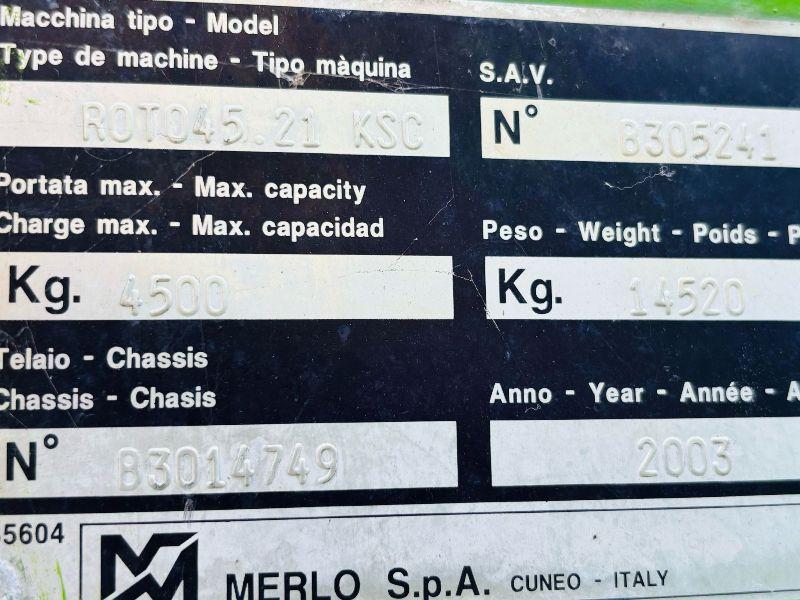 Macchina tipo - Model
Type de machine - Tipo màquina
S.A.V.
ROTO45.21 KSC
N° B305241
Portata max. - Max. capacity
Charge max. - Max. capacidad
Peso - Weight - Poids - P
Kg. 4500
Kg. 14520
Telaio - Chassis
Chassis - Chasis
Anno - Year - Année - A
N° B3014749
2003
5604
MERLO S.p.A. CUNEO - ITALY